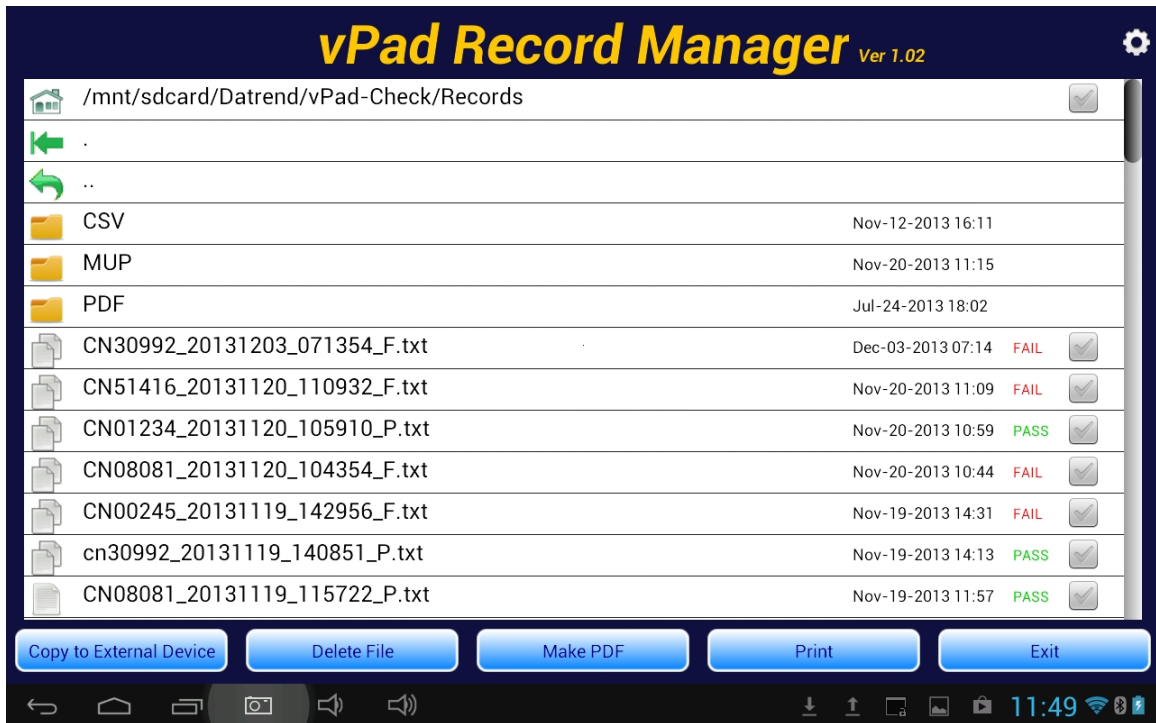 vPad Record Manager Ver 1.02
/mnt/sdcard/Datrend/vPad-Check/Records
.
..
CSV Nov-12-2013 16:11
MUP Nov-20-2013 11:15
PDF Jul-24-2013 18:02
CN30992_20131203_071354_F.txt Dec-03-2013 07:14 FAIL
CN51416_20131120_110932_F.txt Nov-20-2013 11:09 FAIL
CN01234_20131120_105910_P.txt Nov-20-2013 10:59 PASS
CN08081_20131120_104354_F.txt Nov-20-2013 10:44 FAIL
CN00245_20131119_142956_F.txt Nov-19-2013 14:31 FAIL
cn30992_20131119_140851_P.txt Nov-19-2013 14:13 PASS
CN08081_20131119_115722_P.txt Nov-19-2013 11:57 PASS
Copy to External Device Delete File Make PDF Print Exit
11:49